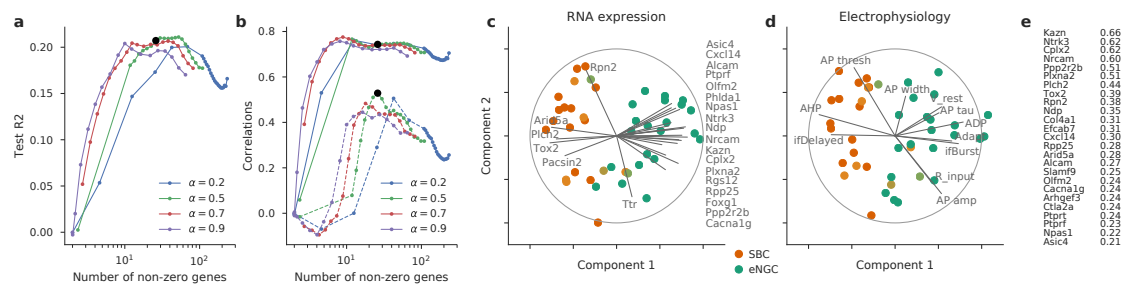 a
Test R2
0.20
0.15
0.10
0.05
0.00
10¹
10²
Number of non-zero genes
α = 0.2
α = 0.5
α = 0.7
α = 0.9
b
Correlations
0.8
0.6
0.4
0.2
0.0
10¹
10²
Number of non-zero genes
α = 0.2
α = 0.5
α = 0.7
α = 0.9
c
RNA expression
Component 2
Component 1
Rpn2
Arid5a
Plch2
Tox2
Pacsin2
Ttr
Asic4
Cxcl14
Alcam
Ptprf
Olfm2
Phlda1
Npas1
Ntrk3
Ndp
Nrcam
Kazn
Cplx2
Plxna2
Rgs12
Rpp25
Foxg1
Ppp2r2b
Cacna1g
SBC
eNGC
d
Electrophysiology
AP thresh
AP width
V_rest
AP tau
AHP
ADP
Adap
ifDelayed
ifBurst
R_input
AP amp
Component 1
e
Kazn 0.66
Ntrk3 0.62
Cplx2 0.62
Nrcam 0.60
Ppp2r2b 0.51
Plxna2 0.51
Plch2 0.44
Tox2 0.39
Rpn2 0.38
Ndp 0.35
Col4a1 0.31
Efcab7 0.31
Cxcl14 0.30
Rpp25 0.28
Arid5a 0.28
Alcam 0.27
Slamf9 0.25
Olfm2 0.24
Cacna1g 0.24
Arhgef3 0.24
Ctla2a 0.24
Ptprt 0.24
Ptprf 0.23
Npas1 0.22
Asic4 0.21